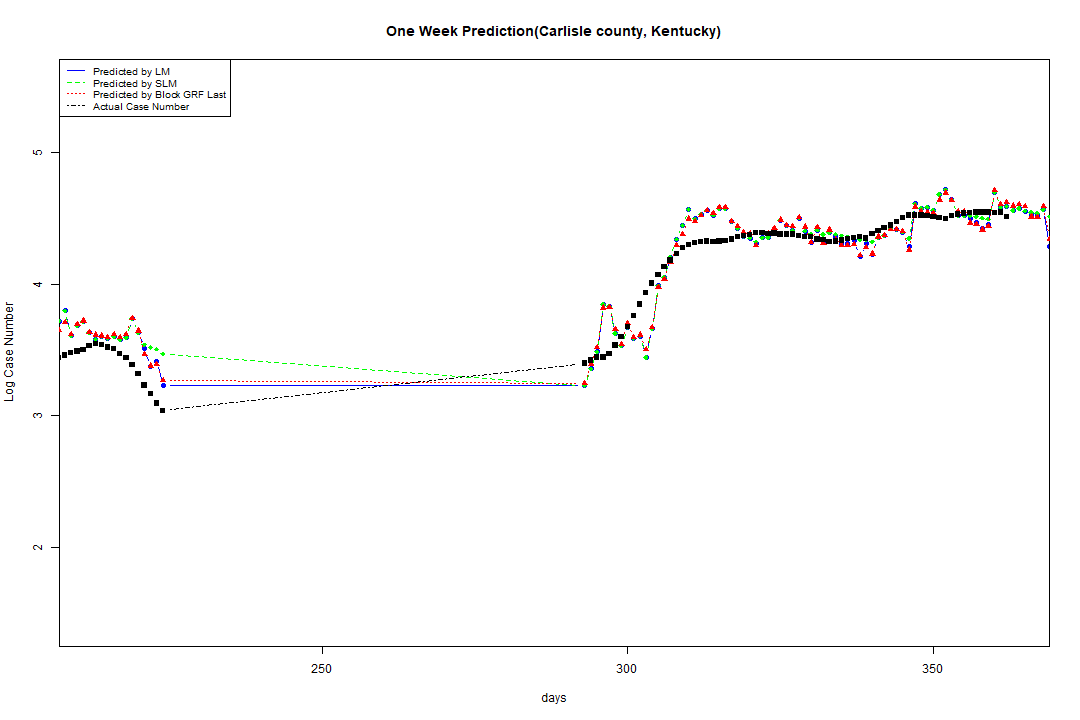 One Week Prediction(Carlisle county, Kentucky)
Predicted by LM
Predicted by SLM
Predicted by Block GRF Last
Actual Case Number
5
4
3
2
Log Case Number
250 300 350
days